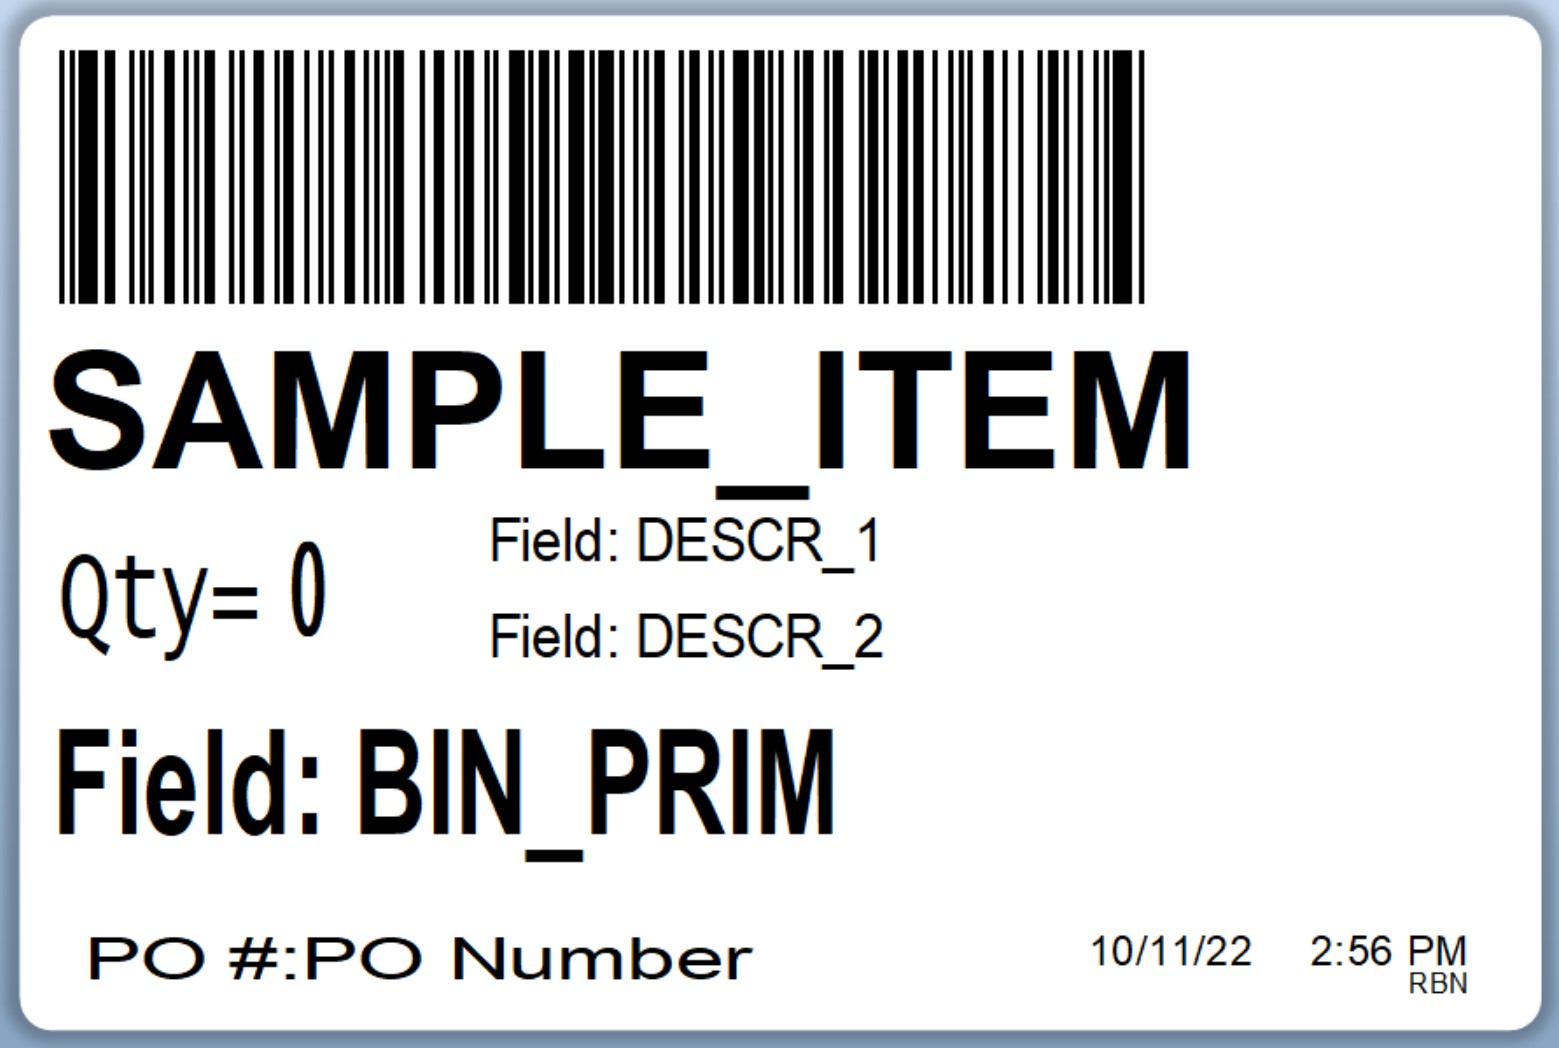 SAMPLE_ITEM
Qty= 0
Field: DESCR_1
Field: DESCR_2
Field: BIN_PRIM
PO #:PO Number
10/11/22 2:56 PM
RBN